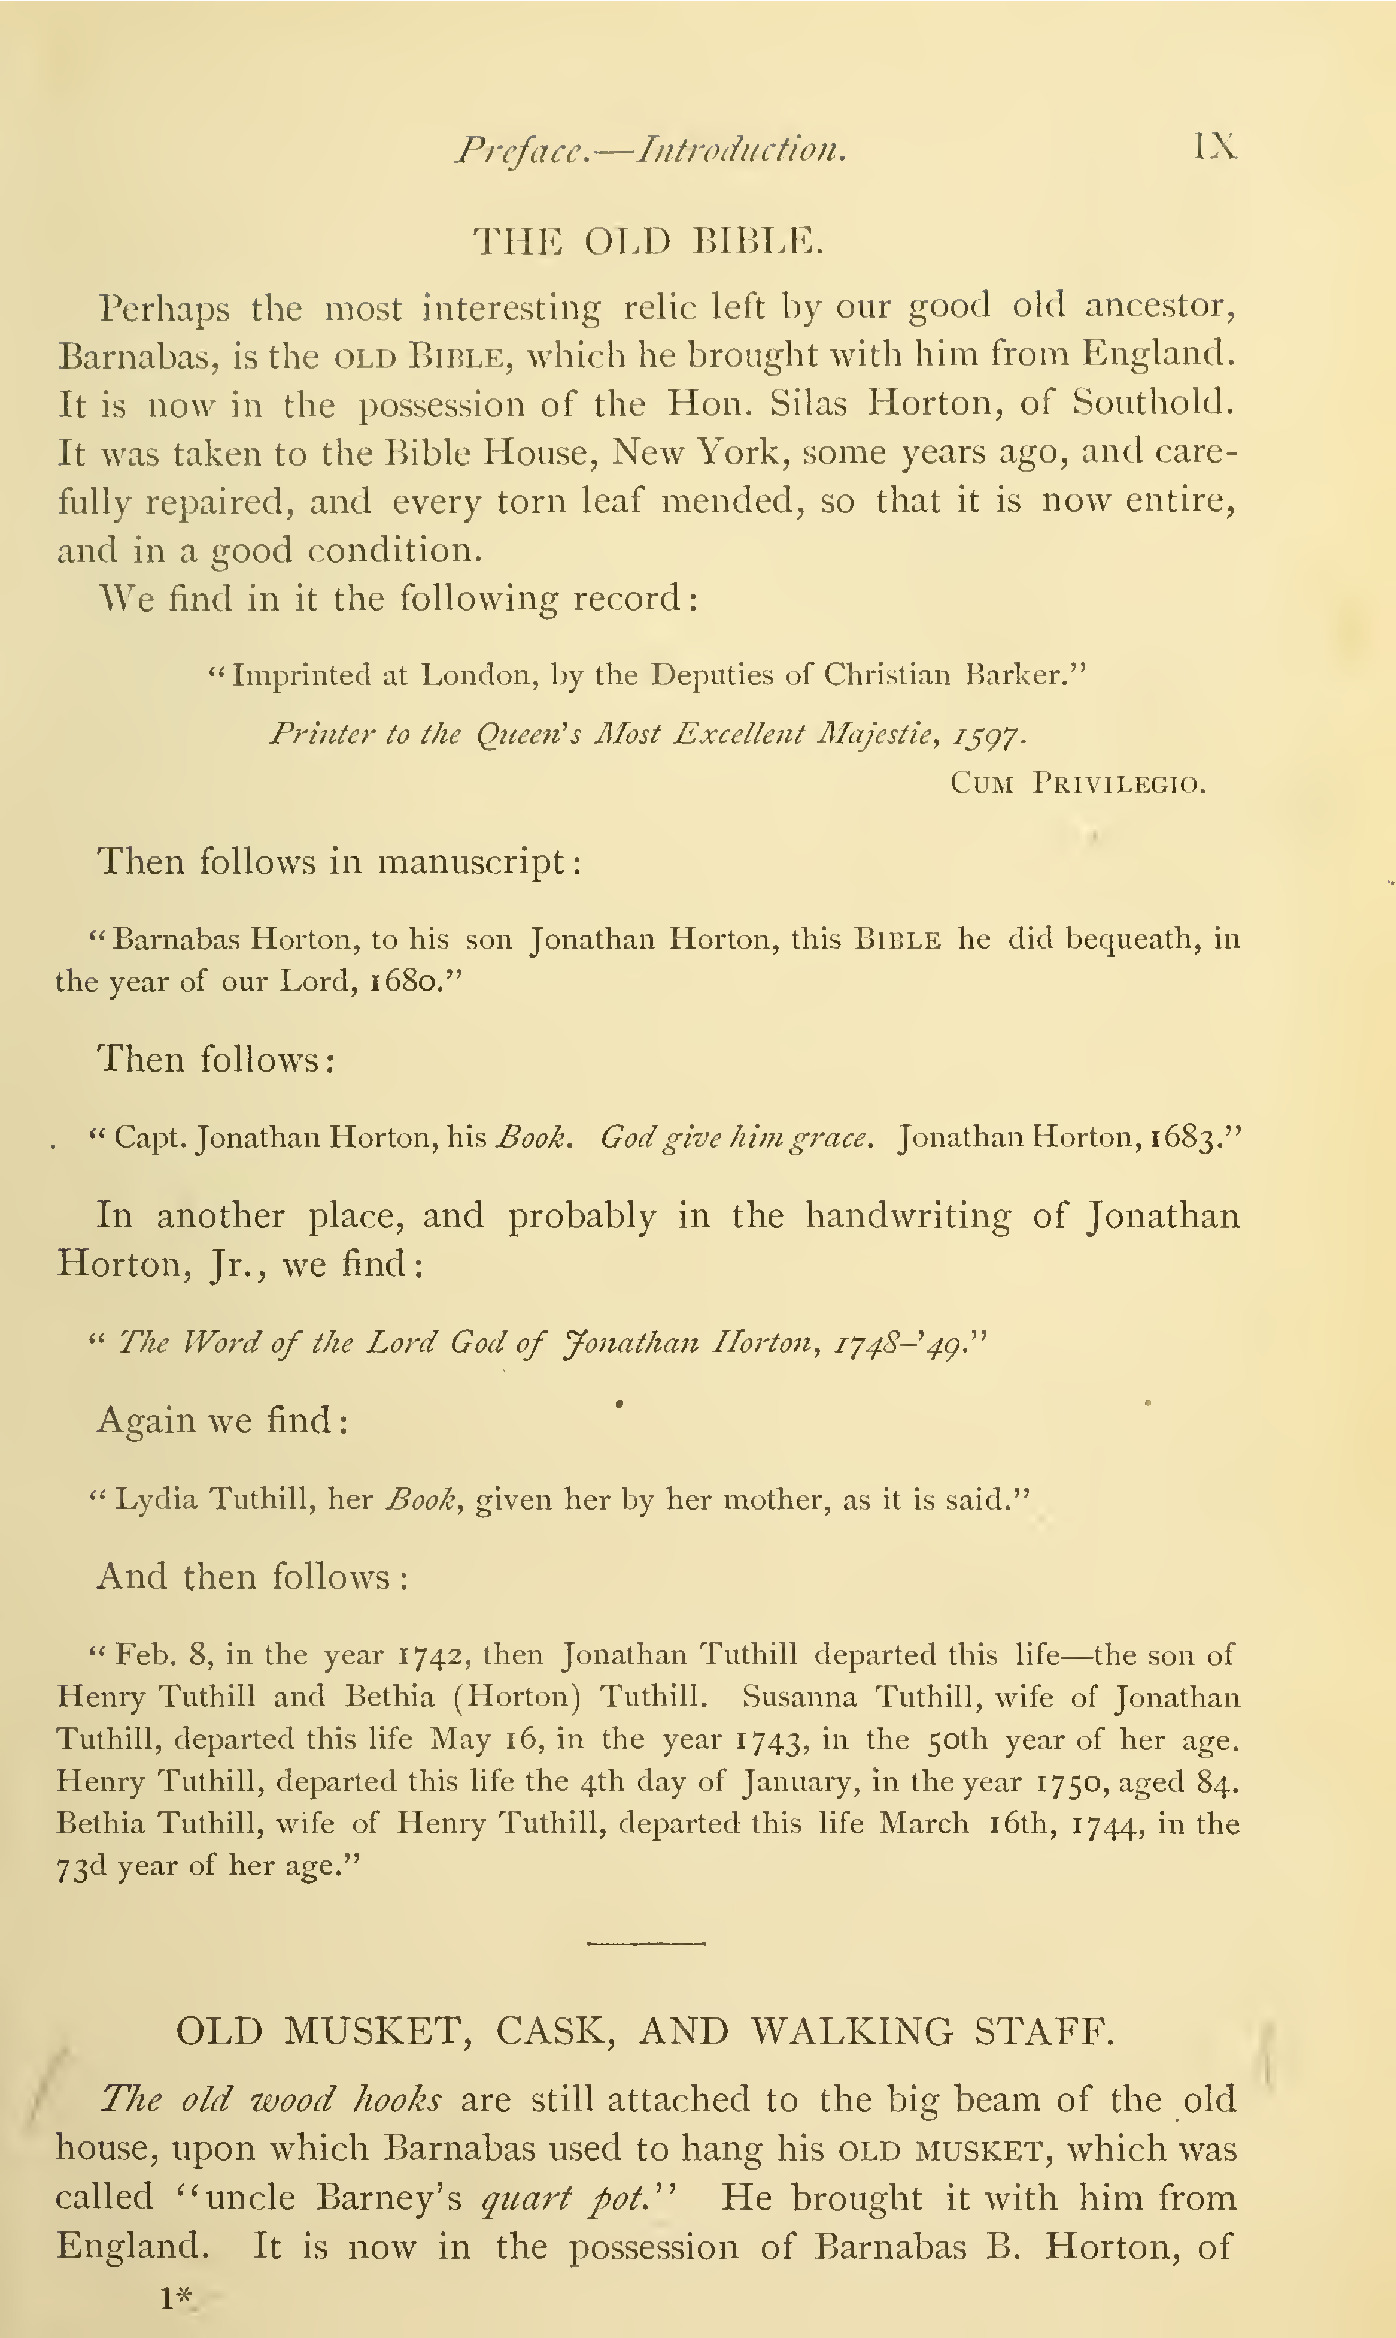 Preface.—Introduction. IX
THE OLD BIBLE.
Perhaps the most interesting relic left by our good old ancestor,
Barnabas, is the OLD BIBLE, which he brought with him from England.
It is now in the possession of the Hon. Silas Horton, of Southold.
It was taken to the Bible House, New York, some years ago, and care-
fully repaired, and every torn leaf mended, so that it is now entire,
and in a good condition.
We find in it the following record:
“Imprinted at London, by the Deputies of Christian Barker.”
Printer to the Queen's Most Excellent Majestie, 1597.
CUM PRIVILEGIO.
Then follows in manuscript:
“Barnabas Horton, to his son Jonathan Horton, this BIBLE he did bequeath, in
the year of our Lord, 1680.”
Then follows:
“Capt. Jonathan Horton, his Book. God give him grace. Jonathan Horton, 1683.”
In another place, and probably in the handwriting of Jonathan
Horton, Jr., we find:
“The Word of the Lord God of Jonathan Horton, 1748–'49.”
Again we find:
“Lydia Tuthill, her Book, given her by her mother, as it is said.”
And then follows:
“Feb. 8, in the year 1742, then Jonathan Tuthill departed this life—the son of
Henry Tuthill and Bethia (Horton) Tuthill. Susanna Tuthill, wife of Jonathan
Tuthill, departed this life May 16, in the year 1743, in the 50th year of her age.
Henry Tuthill, departed this life the 4th day of January, in the year 1750, aged 84.
Bethia Tuthill, wife of Henry Tuthill, departed this life March 16th, 1744, in the
73d year of her age.”
OLD MUSKET, CASK, AND WALKING STAFF.
The old wood hooks are still attached to the big beam of the old
house, upon which Barnabas used to hang his OLD MUSKET, which was
called “uncle Barney's quart pot.” He brought it with him from
England. It is now in the possession of Barnabas B. Horton, of
1*